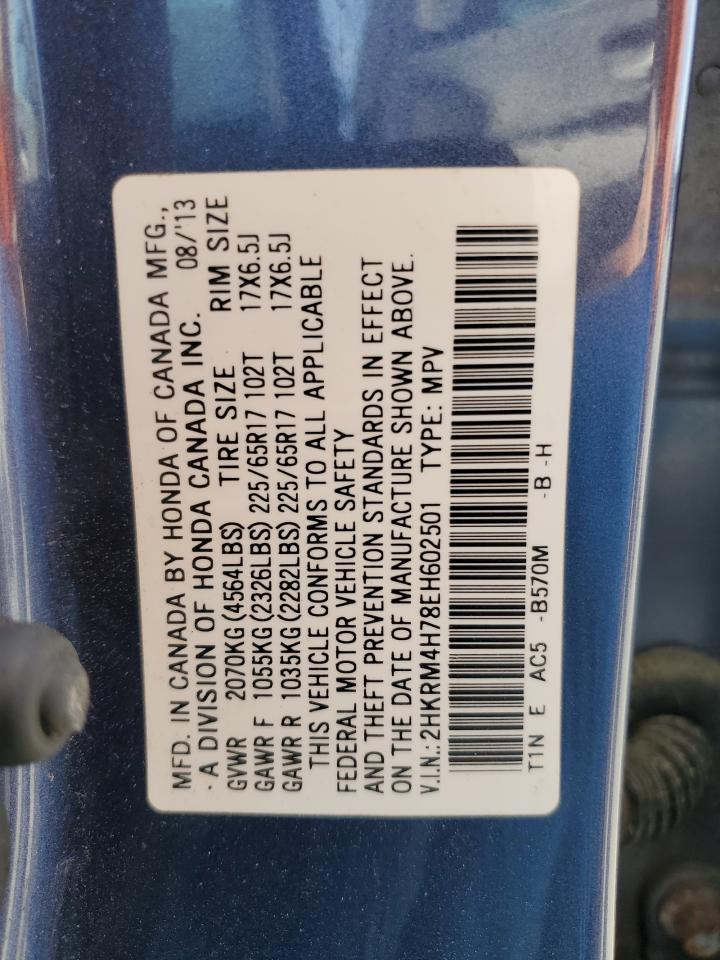 MFD. IN CANADA BY HONDA OF CANADA MFG.,
·A DIVISION OF HONDA CANADA INC. 08/'13
GVWR 2070KG(4564LBS) TIRE SIZE RIM SIZE
GAWR F 1055KG(2326LBS)225/65R17 102T 17X6.5J
GAWR R 1035KG(2282LBS)225/65R17 102T 17X6.5J
THIS VEHICLE CONFORMS TO ALL APPLICABLE
FEDERAL MOTOR VEHICLE SAFETY
AND THEFT PREVENTION STANDARDS IN EFFECT
ON THE DATE OF MANUFACTURE SHOWN ABOVE.
V.I.N.:2HKRM4H78EH602501 TYPE: MPV
T1N E AC5 -B570M -B -H